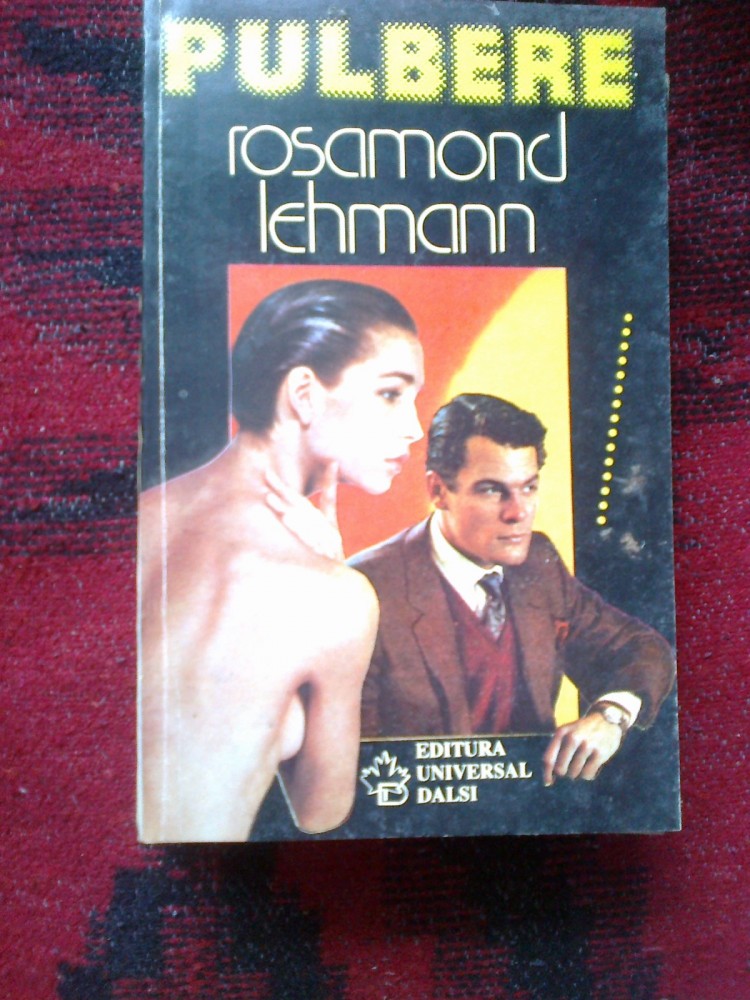 PULBERE
rosamond
lehmann
EDITURA
UNIVERSAL
DALSI